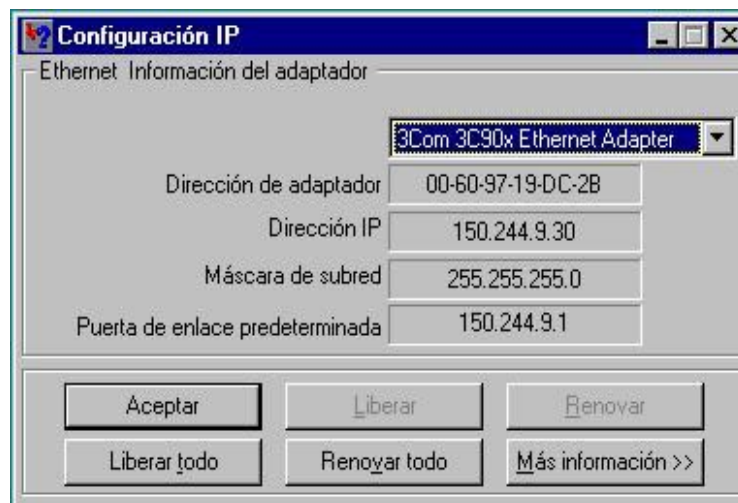 Configuración IP
Ethernet Información del adaptador
3Com 3C90x Ethernet Adapter
Dirección de adaptador 00-60-97-19-DC-2B
Dirección IP 150.244.9.30
Máscara de subred 255.255.255.0
Puerta de enlace predeterminada 150.244.9.1
Aceptar Liberar Renovar
Liberar todo Renovar todo Más información >>